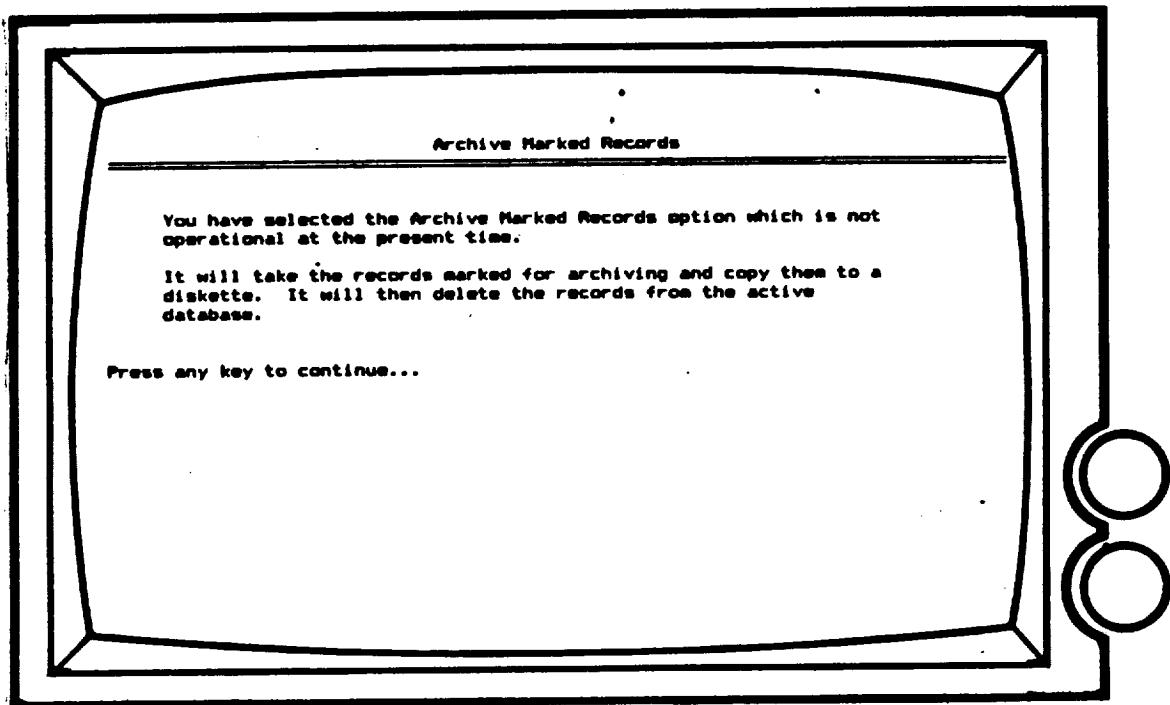 Archive Marked Records
You have selected the Archive Marked Records option which is not
operational at the present time.
It will take the records marked for archiving and copy them to a
diskette.  It will then delete the records from the active
database.
Press any key to continue...